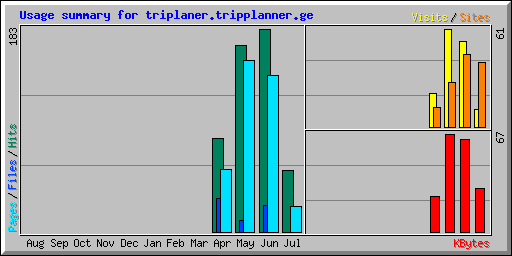 Usage summary for triplaner.tripplanner.ge
Visits/Sites
183
61
67
Pages/Files/Hits
Aug Sep Oct Nov Dec Jan Feb Mar Apr May Jun Jul
KBytes